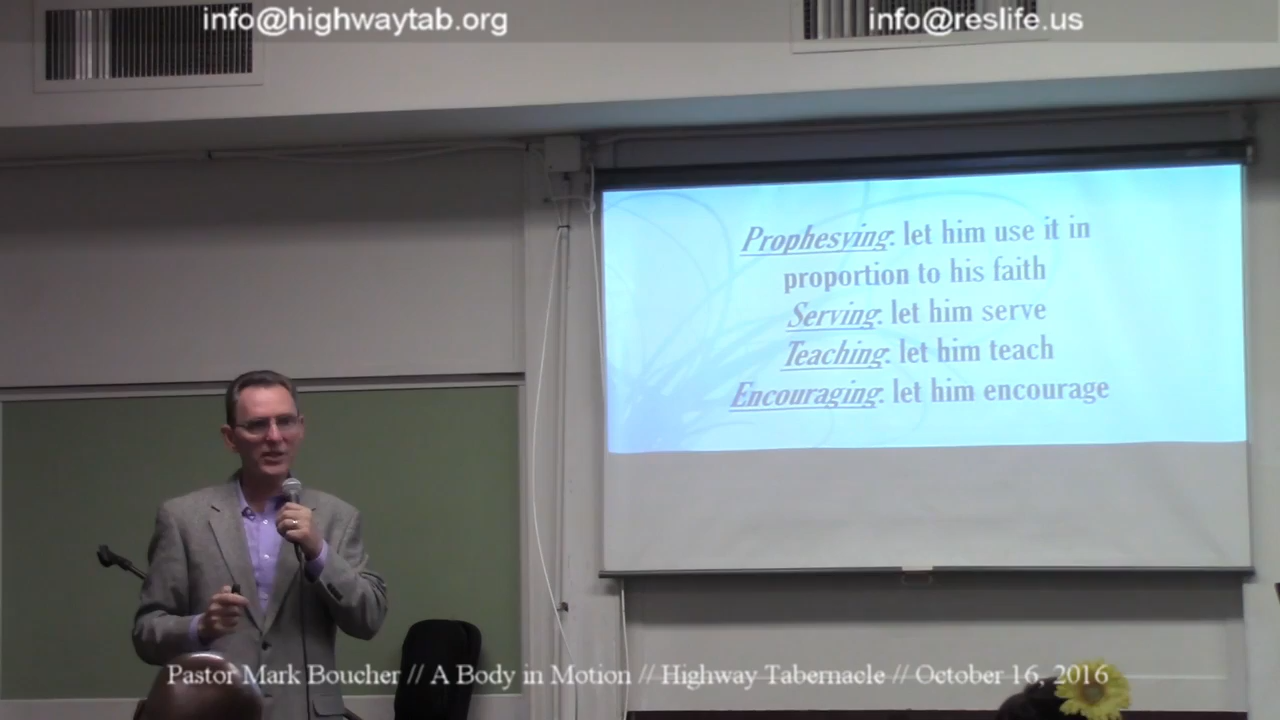 info@highwaytab.org
info@reslife.us
Prophesying: let him use it in
proportion to his faith
Serving: let him serve
Teaching: let him teach
Encouraging: let him encourage
Pastor Mark Boucher // A Body in Motion // Highway Tabernacle // October 16, 2016